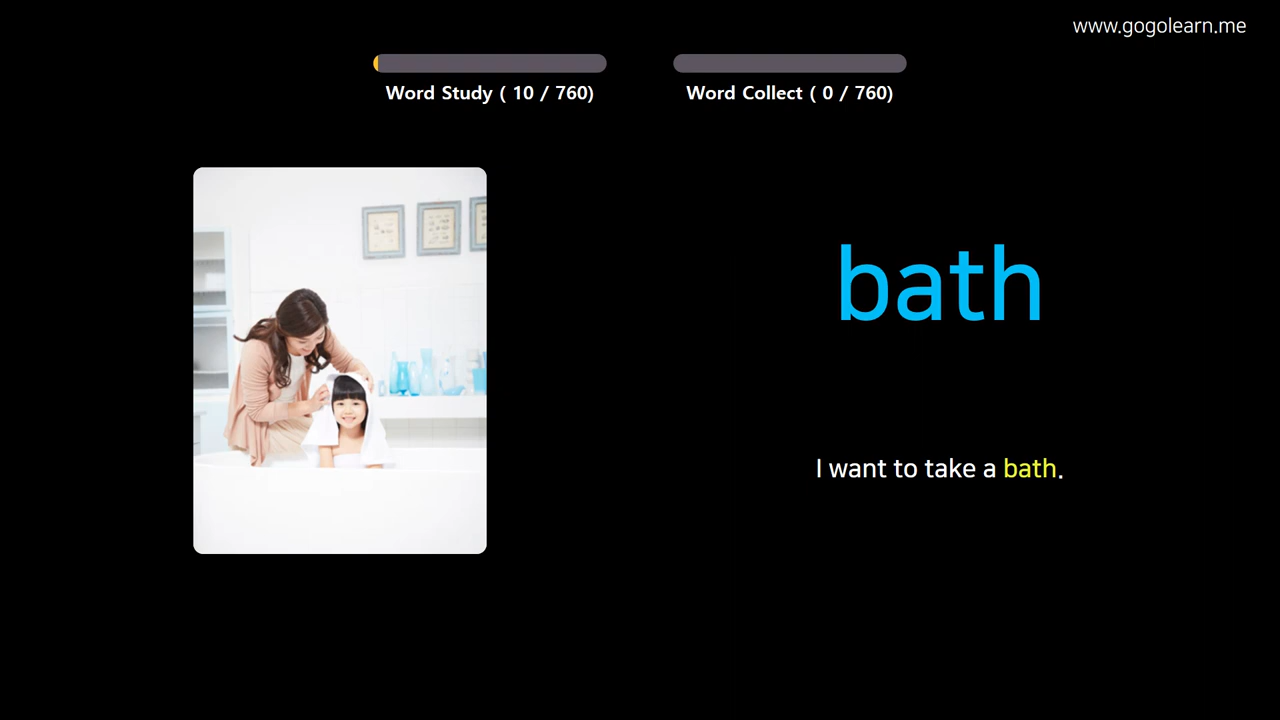 www.gogolearn.me
Word Study ( 10 / 760)
Word Collect ( 0 / 760)
bath
I want to take a bath.